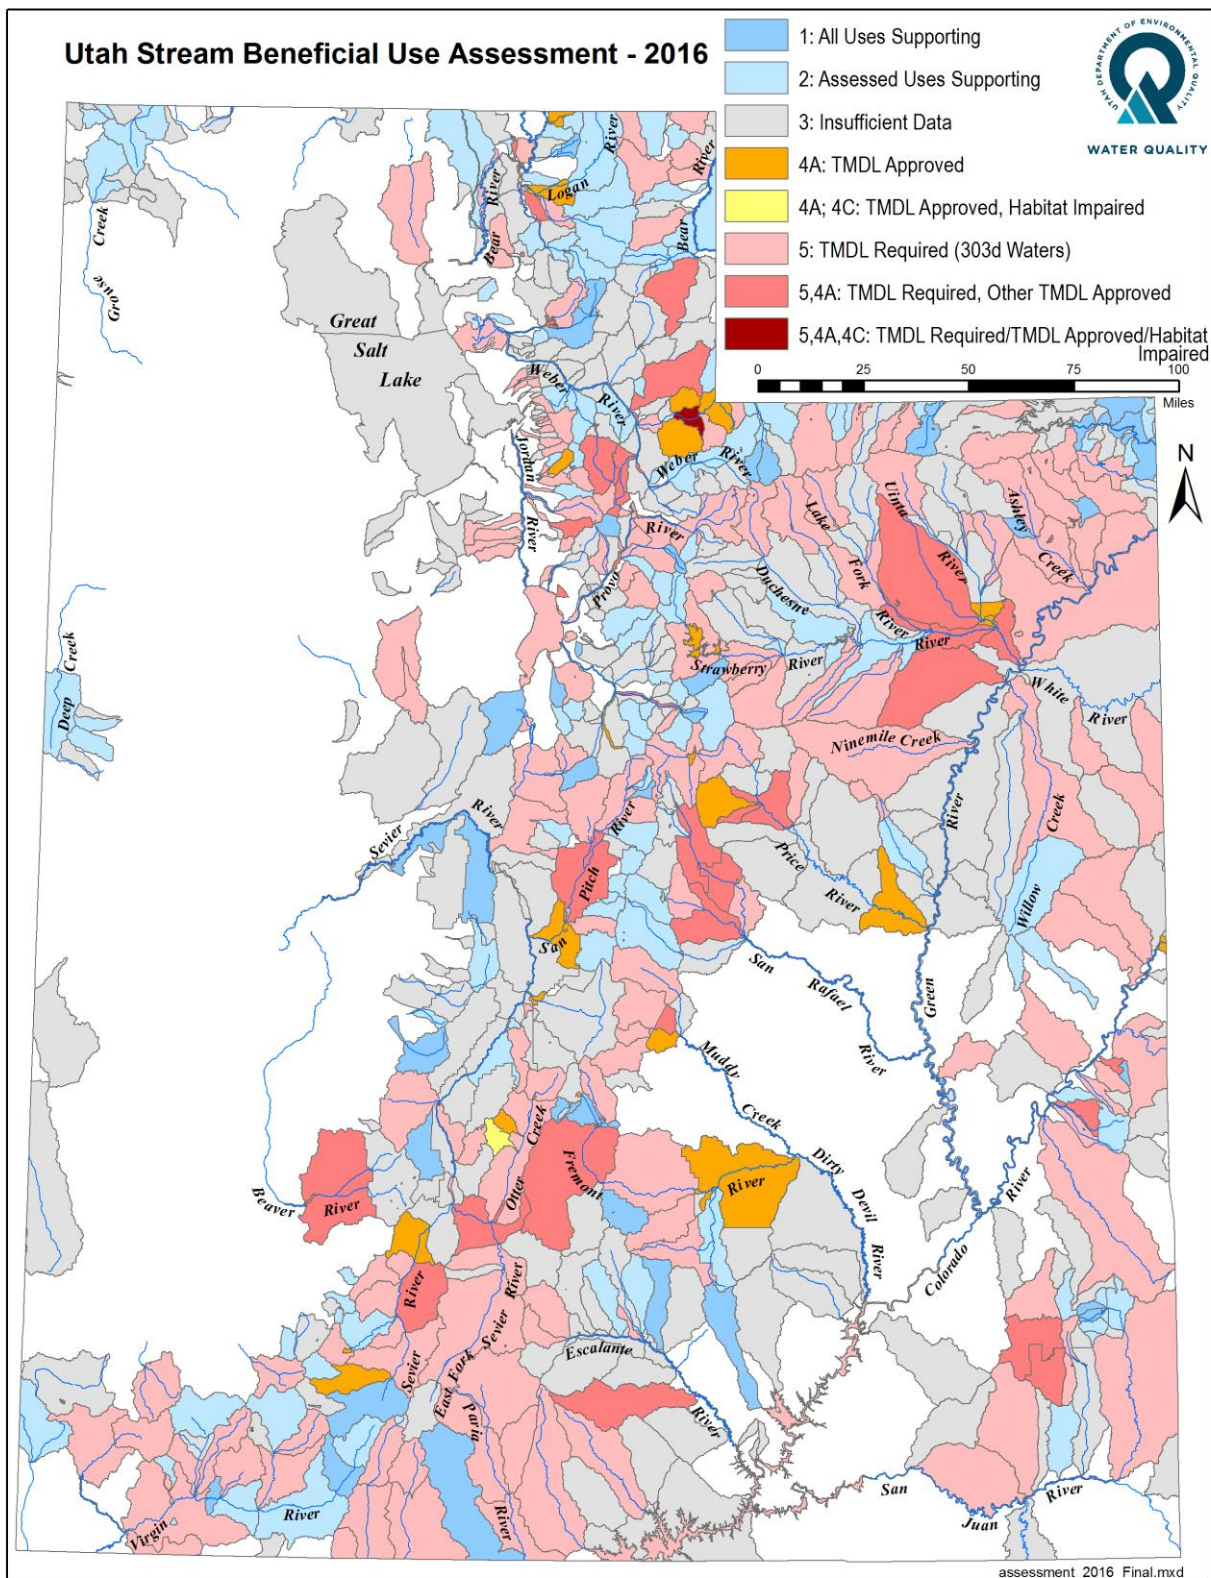 Utah Stream Beneficial Use Assessment - 2016
1: All Uses Supporting
2: Assessed Uses Supporting
3: Insufficient Data
4A: TMDL Approved
4A; 4C: TMDL Approved, Habitat Impaired
5: TMDL Required (303d Waters)
5,4A: TMDL Required, Other TMDL Approved
5,4A,4C: TMDL Required/TMDL Approved/Habitat
Impaired
UTAH DEPARTMENT OF ENVIRONMENTAL QUALITY
WATER QUALITY
0 25 50 75 100
Miles
N
Grouse Creek
Bear River
Logan River
Bear River
Great
Salt
Lake
Weber River
Weber River
Jordan River
Provo River
Lake Fork River
Uinta River
Ashley Creek
Duchesne River
Strawberry River
White River
Deep Creek
Ninemile Creek
Sevier River
San Pitch River
Price River
Green River
Willow Creek
San Rafael River
Muddy Creek
Dirty Devil River
Fremont River
Otter Creek
Beaver River
Colorado River
Sevier River
East Fork Sevier River
Escalante River
Paria River
Virgin River
San Juan River
assessment_2016_Final.mxd